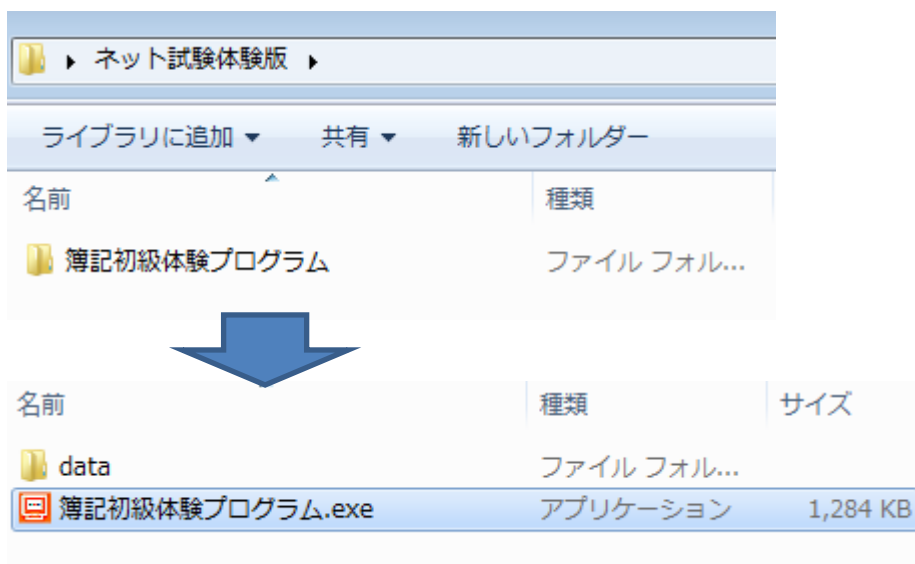 ネット試験体験版
ライブラリに追加 共有 新しいフォルダー
名前 種類
簿記初級体験プログラム ファイル フォル...
名前 種類 サイズ
data ファイル フォル...
簿記初級体験プログラム.exe アプリケーション 1,284 KB